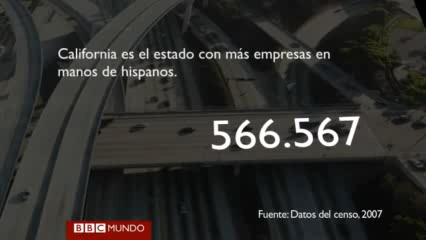 California es el estado con más empresas en
manos de hispanos.
566.567
Fuente: Datos del censo, 2007
BBC MUNDO